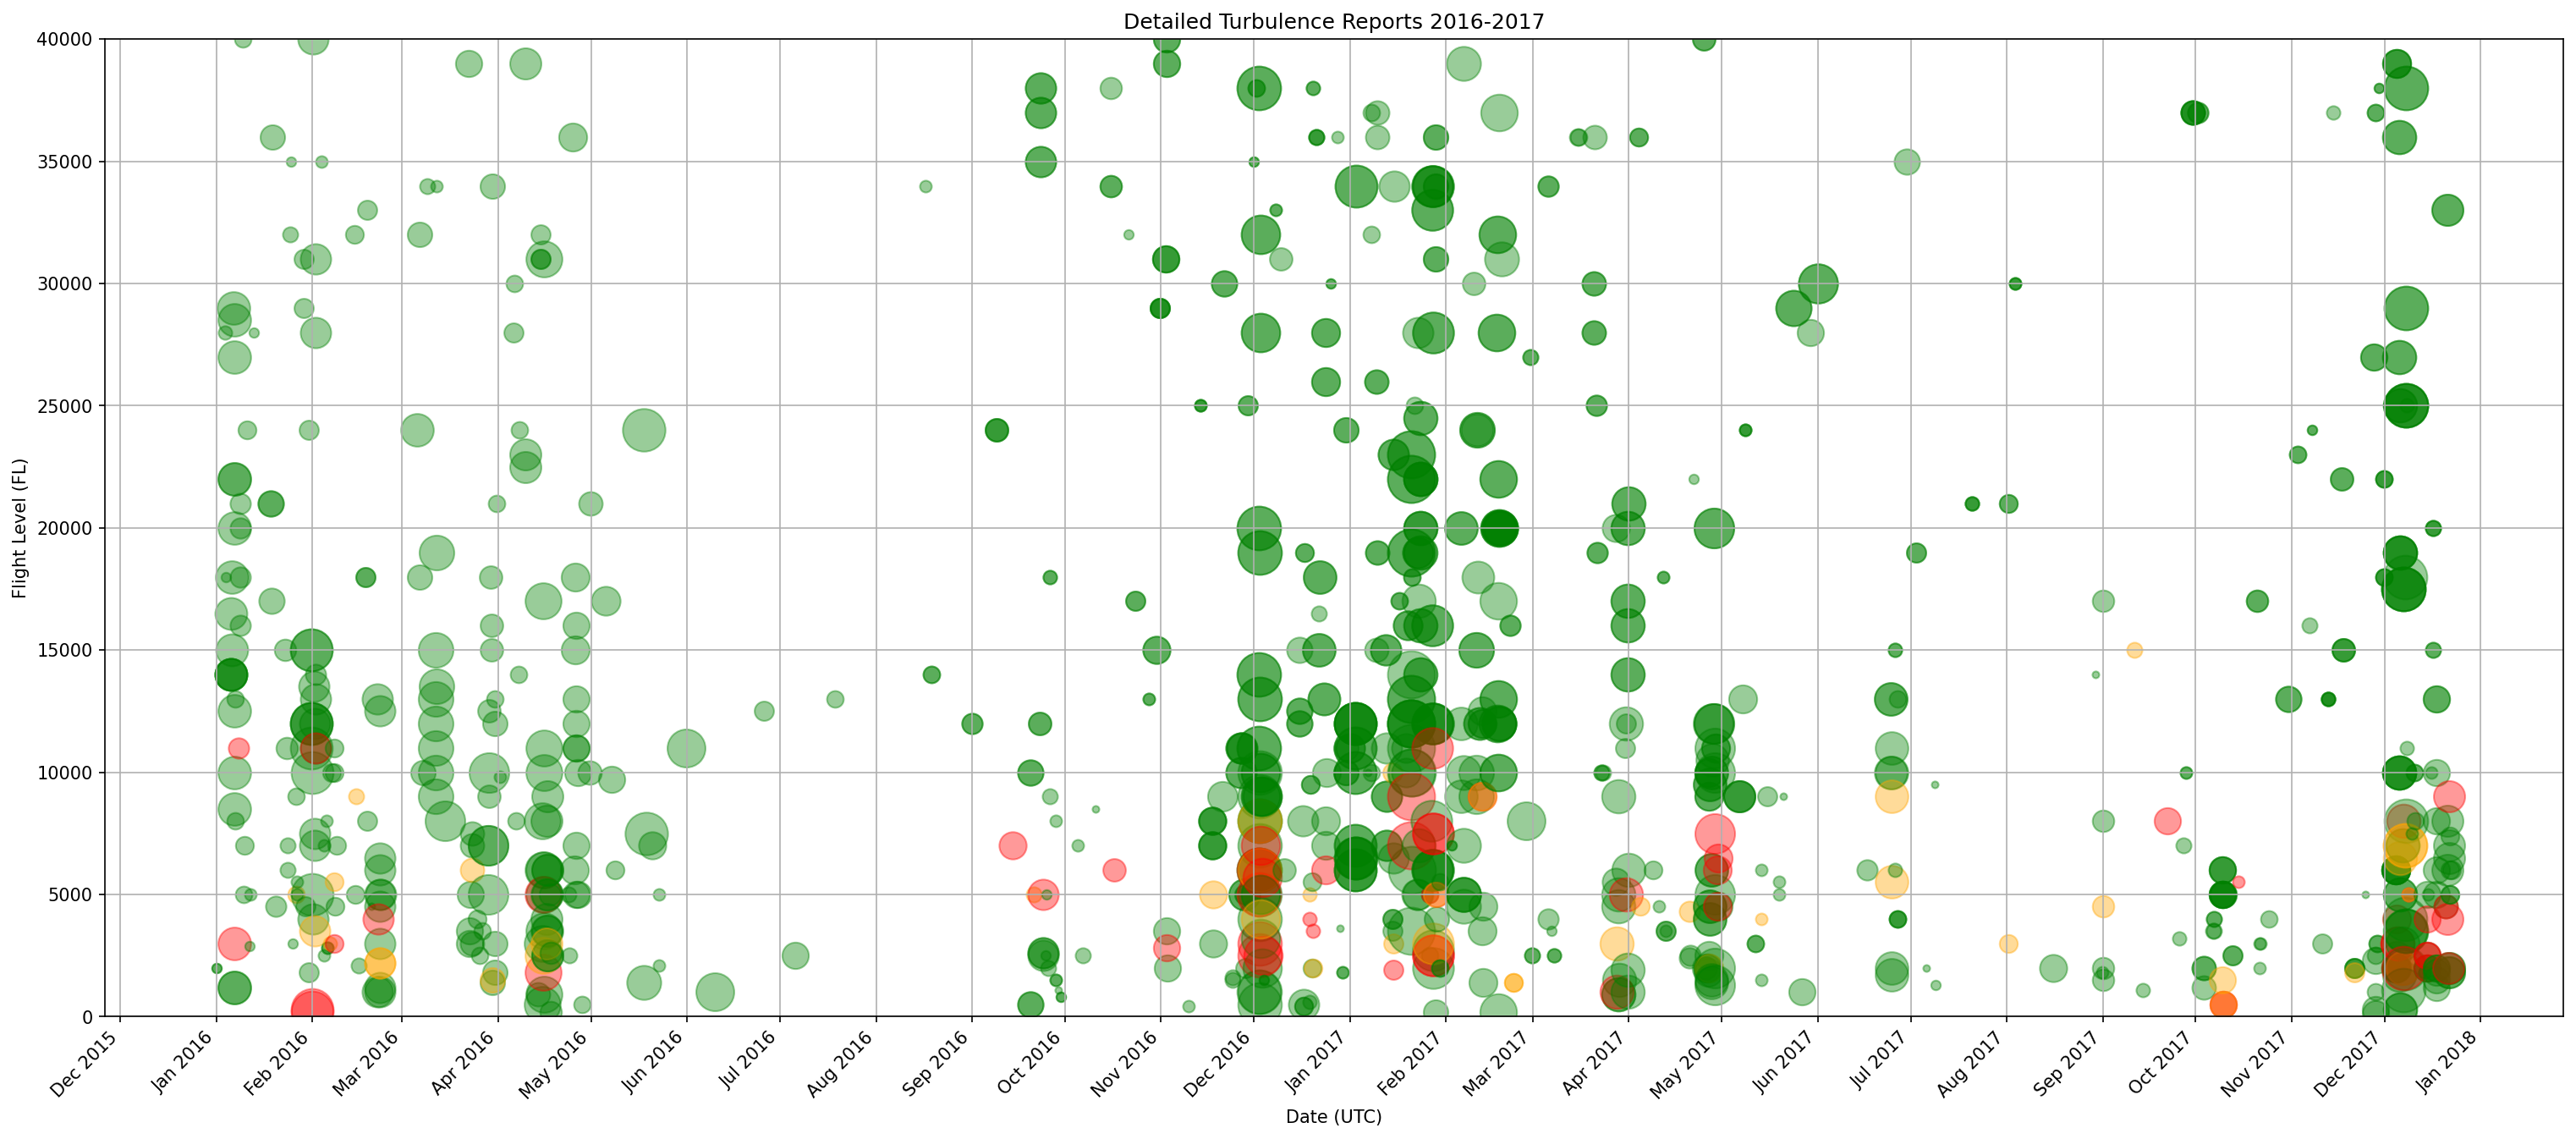 Detailed Turbulence Reports 2016-2017
40000
35000
30000
25000
20000
15000
10000
5000
0
Flight Level (FL)
Dec 2015
Jan 2016
Feb 2016
Mar 2016
Apr 2016
May 2016
Jun 2016
Jul 2016
Aug 2016
Sep 2016
Oct 2016
Nov 2016
Dec 2016
Jan 2017
Feb 2017
Mar 2017
Apr 2017
May 2017
Jun 2017
Jul 2017
Aug 2017
Sep 2017
Oct 2017
Nov 2017
Dec 2017
Jan 2018
Date (UTC)